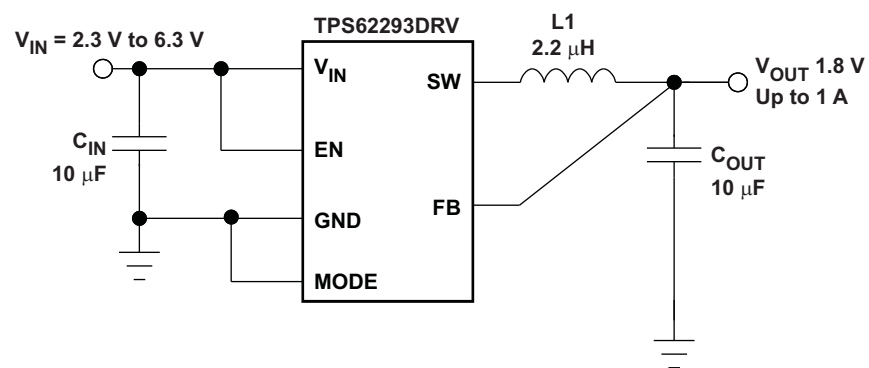 TPS62293DRV
V_IN = 2.3 V to 6.3 V
L1
2.2 μH
V_IN
SW
V_OUT 1.8 V
Up to 1 A
C_IN
10 μF
EN
C_OUT
10 μF
FB
GND
MODE